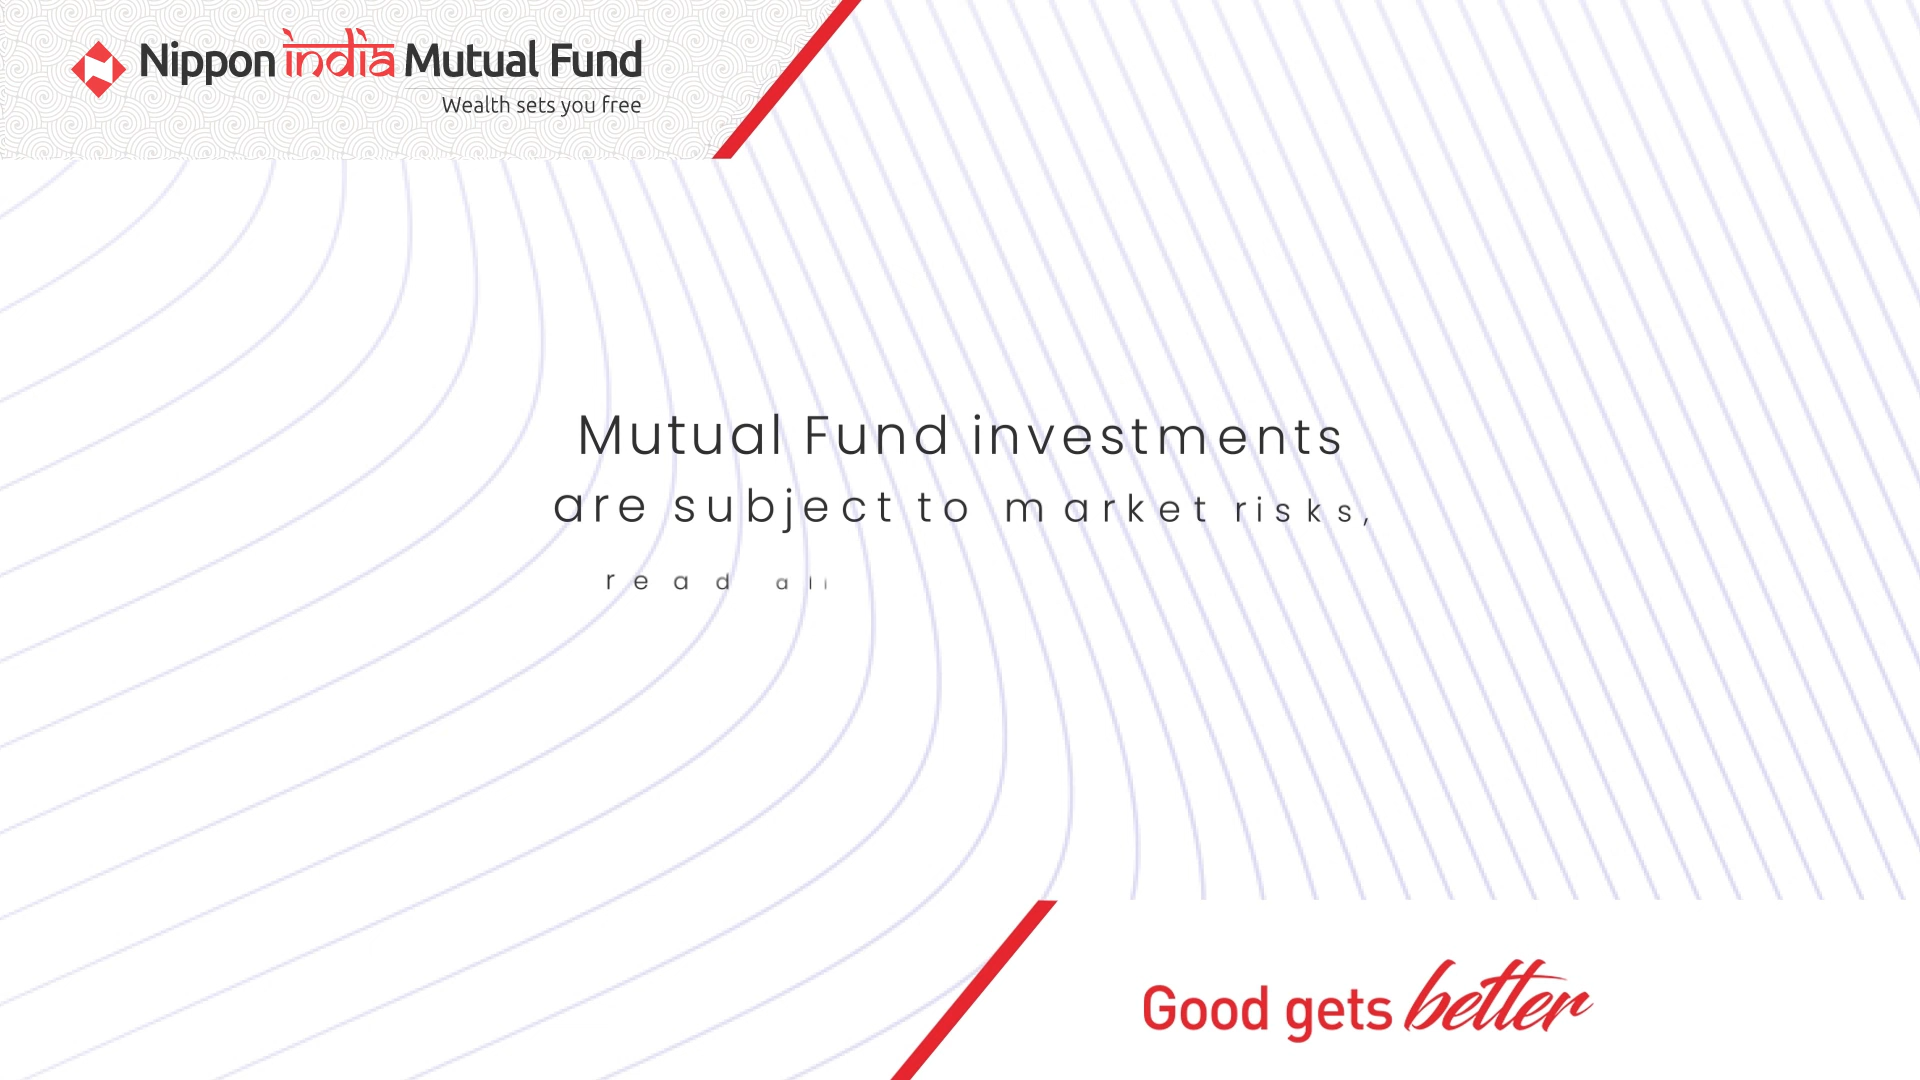 Nippon india Mutual Fund
Wealth sets you free
Mutual Fund investments
are subject to market risks,
read all
Good gets better